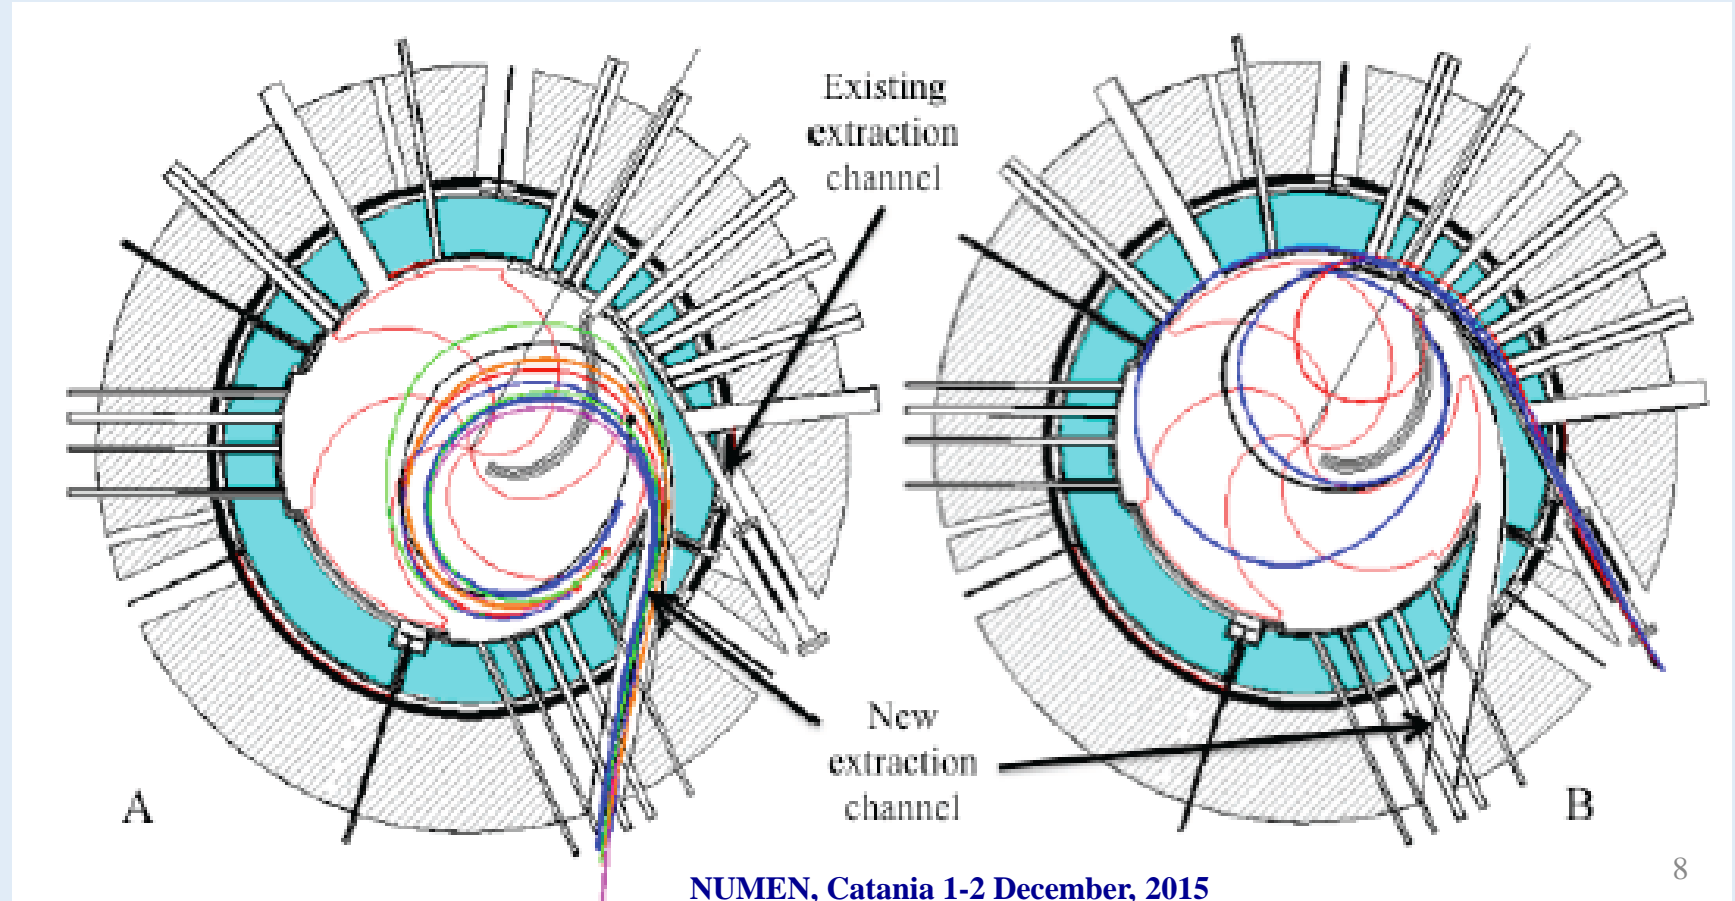 Existing
extraction
channel
New
extraction
channel
A
B
NUMEN, Catania 1-2 December, 2015
8